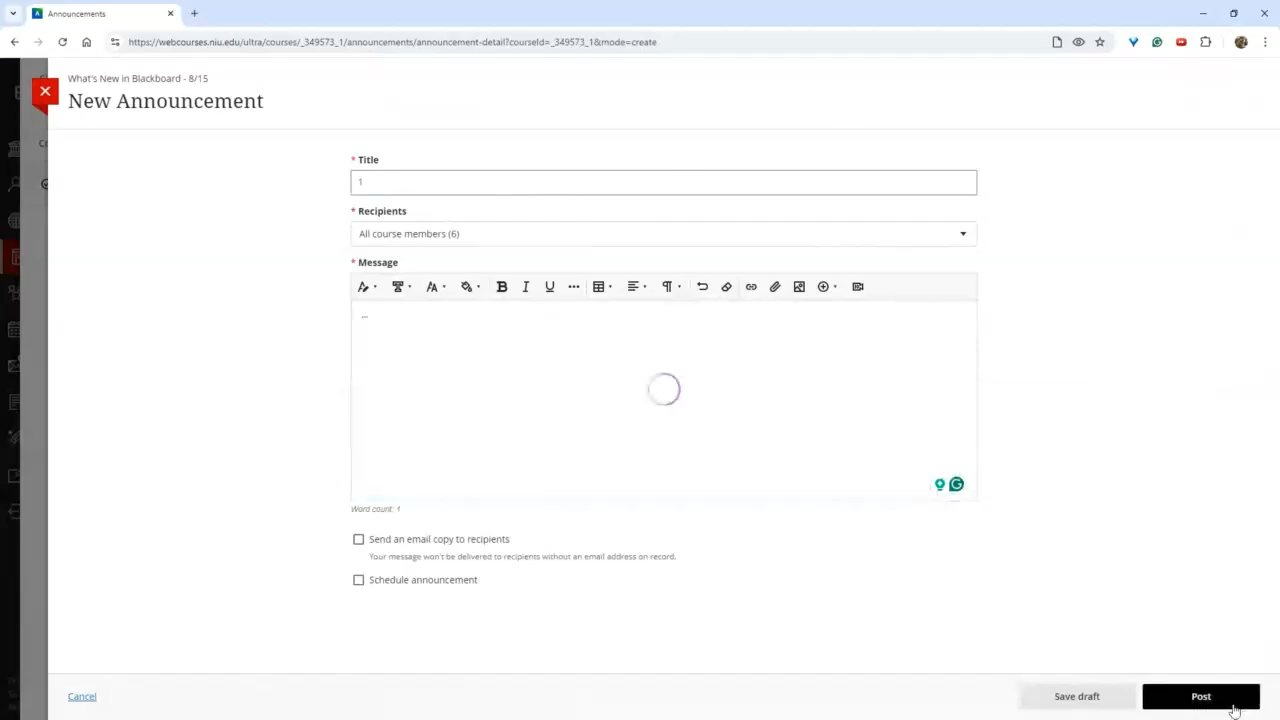 Announcements
https://webcourses.niu.edu/ultra/courses/_349573_1/announcements/announcement-detail?courseId=_349573_1&mode=create
What's New in Blackboard - 8/15
New Announcement
* Title
1
* Recipients
All course members (6)
* Message
Word count: 1
Send an email copy to recipients
Your message won't be delivered to recipients without an email address on record.
Schedule announcement
Cancel
Save draft
Post